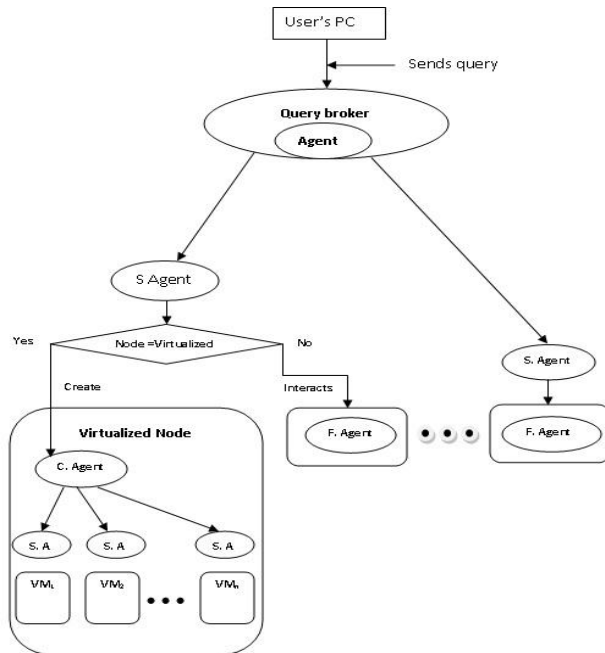 User's PC
Sends query
Query broker
Agent
S Agent
Yes
Node =Virtualized
No
S. Agent
Create
Interacts
Virtualized Node
F. Agent
F. Agent
C. Agent
S. A
S. A
S. A
VM₁
VM₂
VMₙ